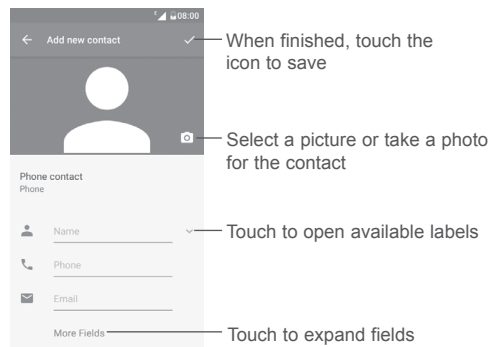 08:00
Add new contact
When finished, touch the
icon to save
Select a picture or take a photo
for the contact
Phone contact
Phone
Name
Touch to open available labels
Phone
Email
More Fields
Touch to expand fields